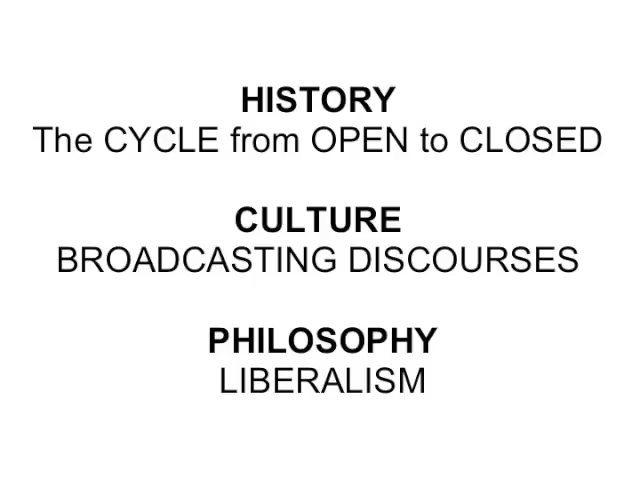 HISTORY
The CYCLE from OPEN to CLOSED
CULTURE
BROADCASTING DISCOURSES
PHILOSOPHY
LIBERALISM